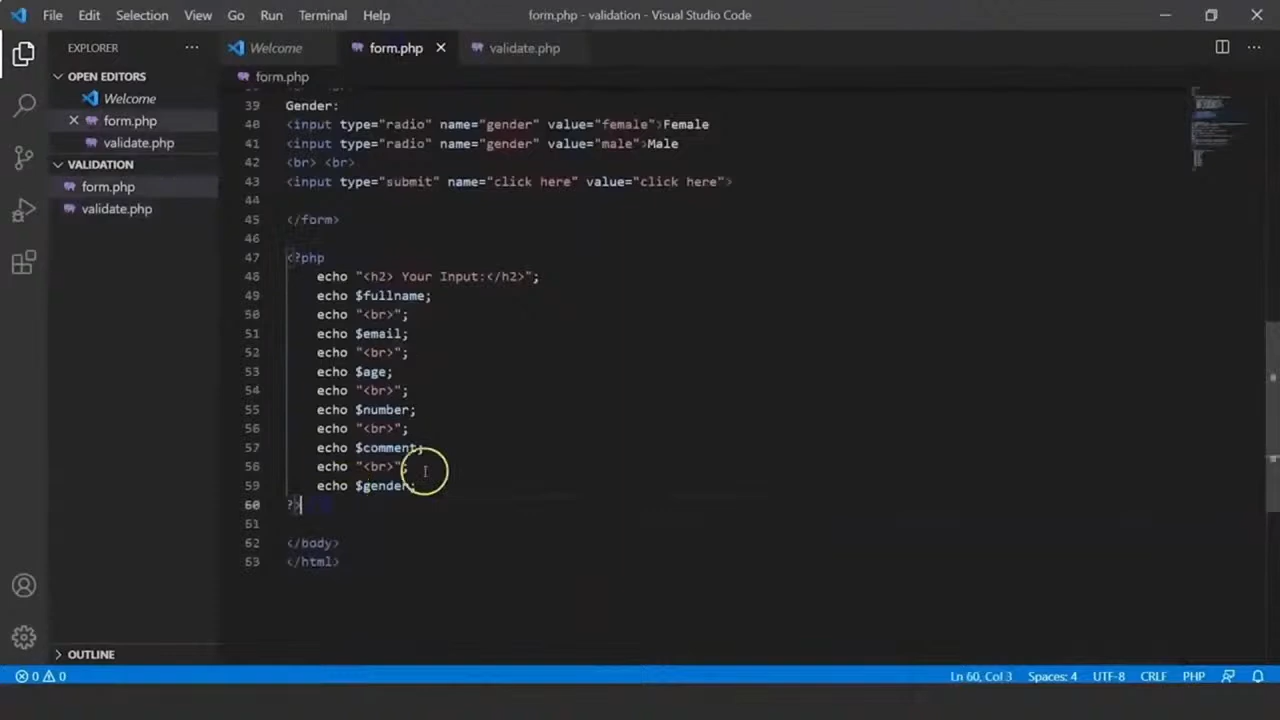 File Edit Selection View Go Run Terminal Help form.php - validation - Visual Studio Code
EXPLORER ··· Welcome form.php validate.php ···
OPEN EDITORS
form.php
Welcome
form.php
validate.php
VALIDATION
form.php
validate.php
39 Gender:
40 <input type="radio" name="gender" value="female">Female
41 <input type="radio" name="gender" value="male">Male
42 <br> <br>
43 <input type="submit" name="click here" value="click here">
44
45 </form>
46
47 <?php
48 echo "<h2> Your Input:</h2>";
49 echo $fullname;
50 echo "<br>";
51 echo $email;
52 echo "<br>";
53 echo $age;
54 echo "<br>";
55 echo $number;
56 echo "<br>";
57 echo $comment;
58 echo "<br>";
59 echo $gender;
60 ?>
61
62 </body>
63 </html>
OUTLINE
0 0 Ln 60, Col 3 Spaces: 4 UTF-8 CRLF PHP